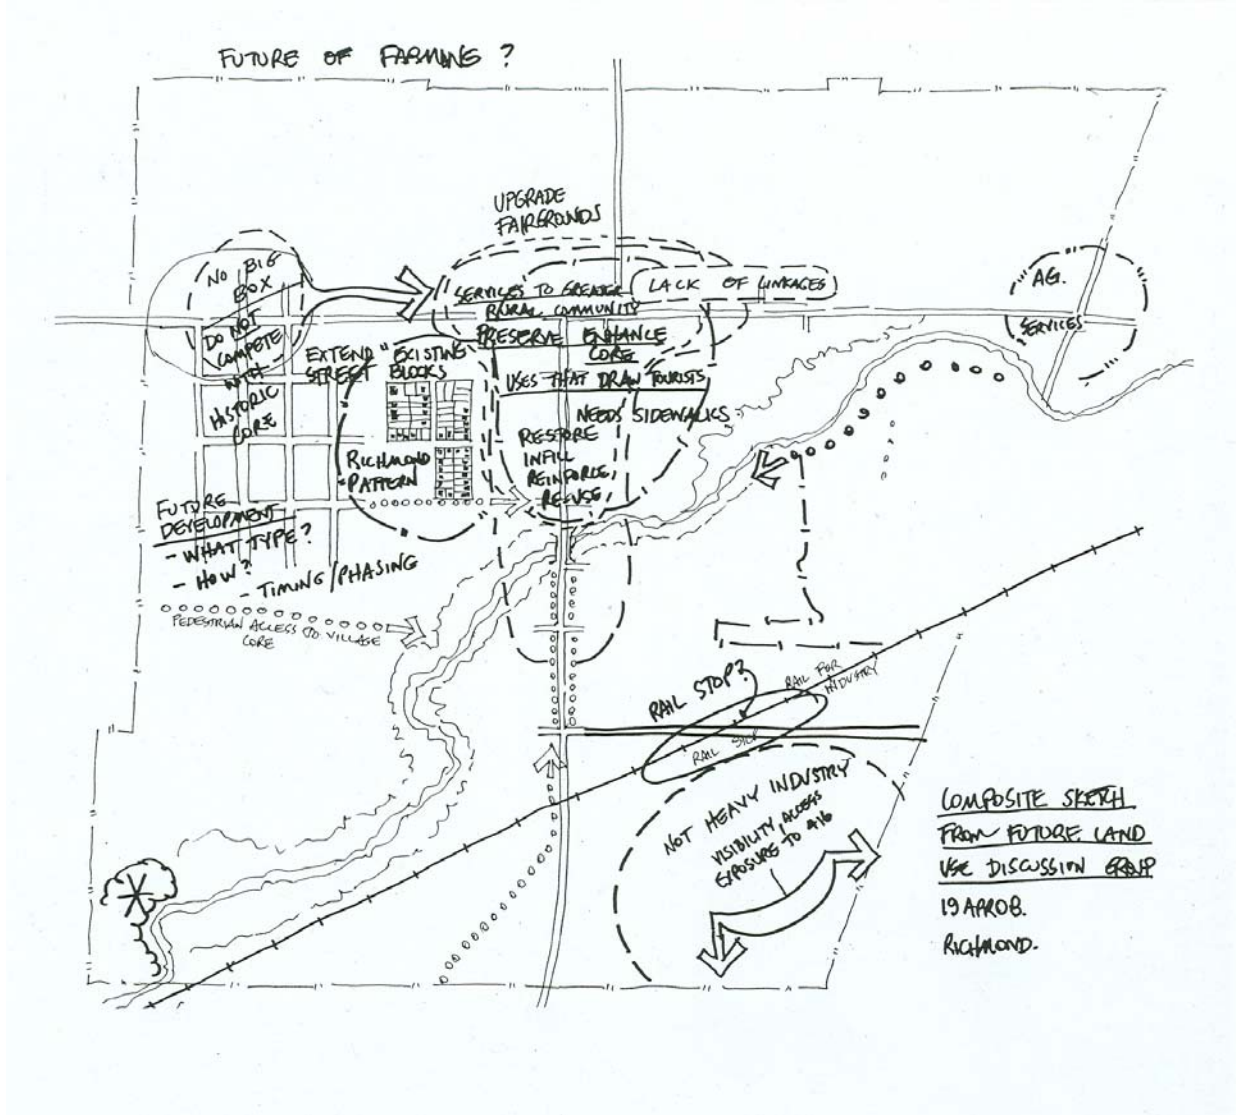 FUTURE OF FARMING ?
UPGRADE
FAIRGROUNDS
NO BIG
BOX
DO NOT
COMPETE
WITH
HISTORIC
CORE
SERVICES TO GREATER
RURAL COMMUNITY
LACK OF LINKAGES
AG.
SERVICES
PRESERVE ENHANCE
CORE
USES THAT DRAW TOURISTS
EXTEND "EXISTING
STREET BLOCKS
NEEDS SIDEWALKS
RESTORE
INFILL
REINFORCE
RE-USE
RICHMOND
"PATTERN
FUTURE
DEVELOPMENT
- WHAT TYPE?
- HOW?
- TIMING/PHASING
PEDESTRIAN ACCESS TO VILLAGE
CORE
RAIL STOP?
RAIL FOR
INDUSTRY
RAIL STOP
NOT HEAVY INDUSTRY
VISIBILITY, ACCESS
EXPOSURE TO 416
COMPOSITE SKETCH
FROM FUTURE LAND
USE DISCUSSION GROUP
19 APR08.
RICHMOND.